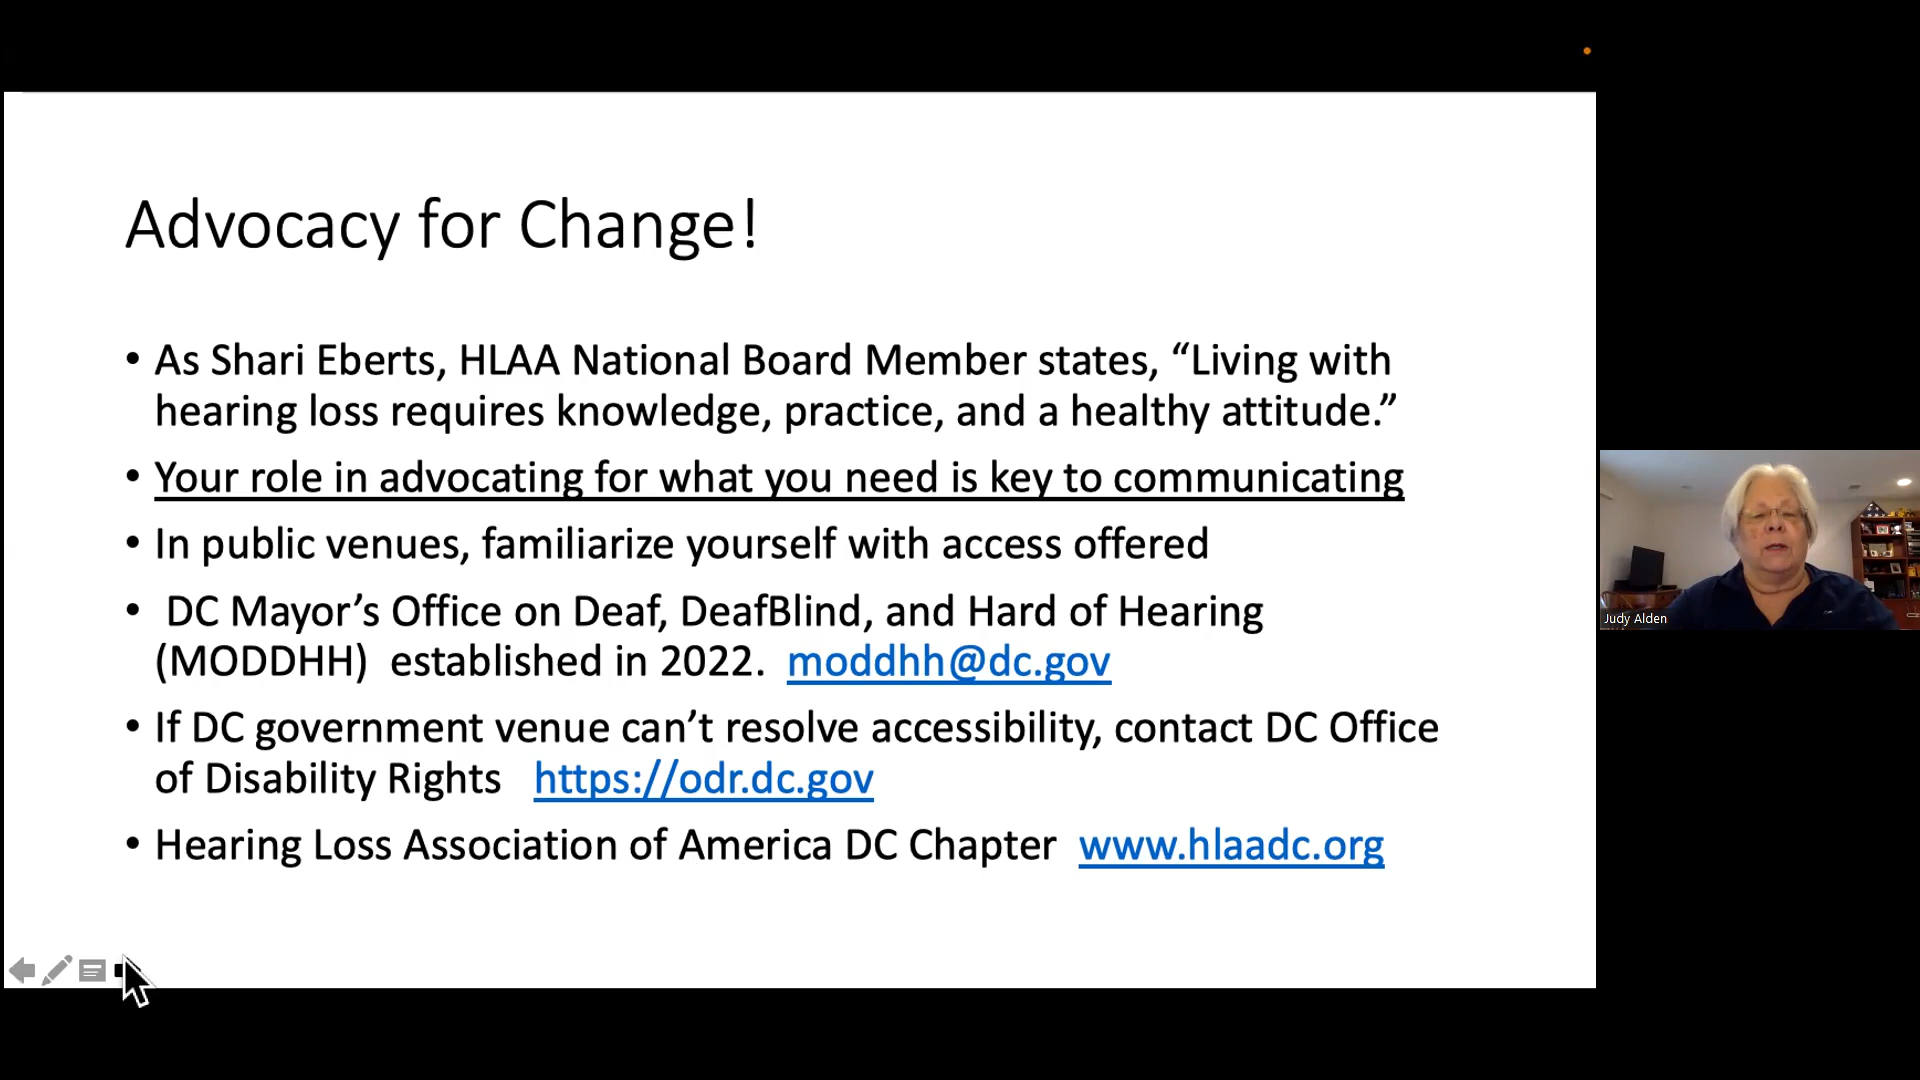 Advocacy for Change!
• As Shari Eberts, HLAA National Board Member states, “Living with
hearing loss requires knowledge, practice, and a healthy attitude.”
• Your role in advocating for what you need is key to communicating
• In public venues, familiarize yourself with access offered
• DC Mayor’s Office on Deaf, DeafBlind, and Hard of Hearing
(MODDHH) established in 2022. moddhh@dc.gov
• If DC government venue can’t resolve accessibility, contact DC Office
of Disability Rights https://odr.dc.gov
• Hearing Loss Association of America DC Chapter www.hlaadc.org
Judy Alden